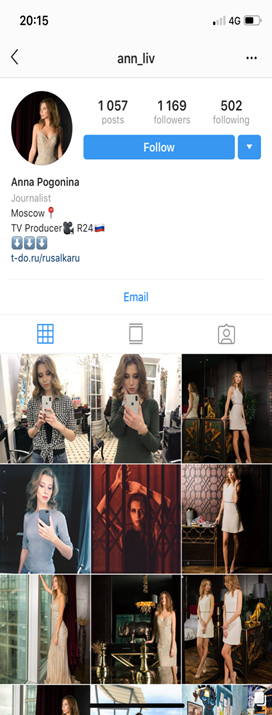 20:15 4G
ann_liv
1 057 1 169 502
posts followers following
Follow
Anna Pogonina
Journalist
Moscow📍
TV Producer🎥 R24🇷🇺
⬇️⬇️⬇️
t-do.ru/rusalkaru
Email